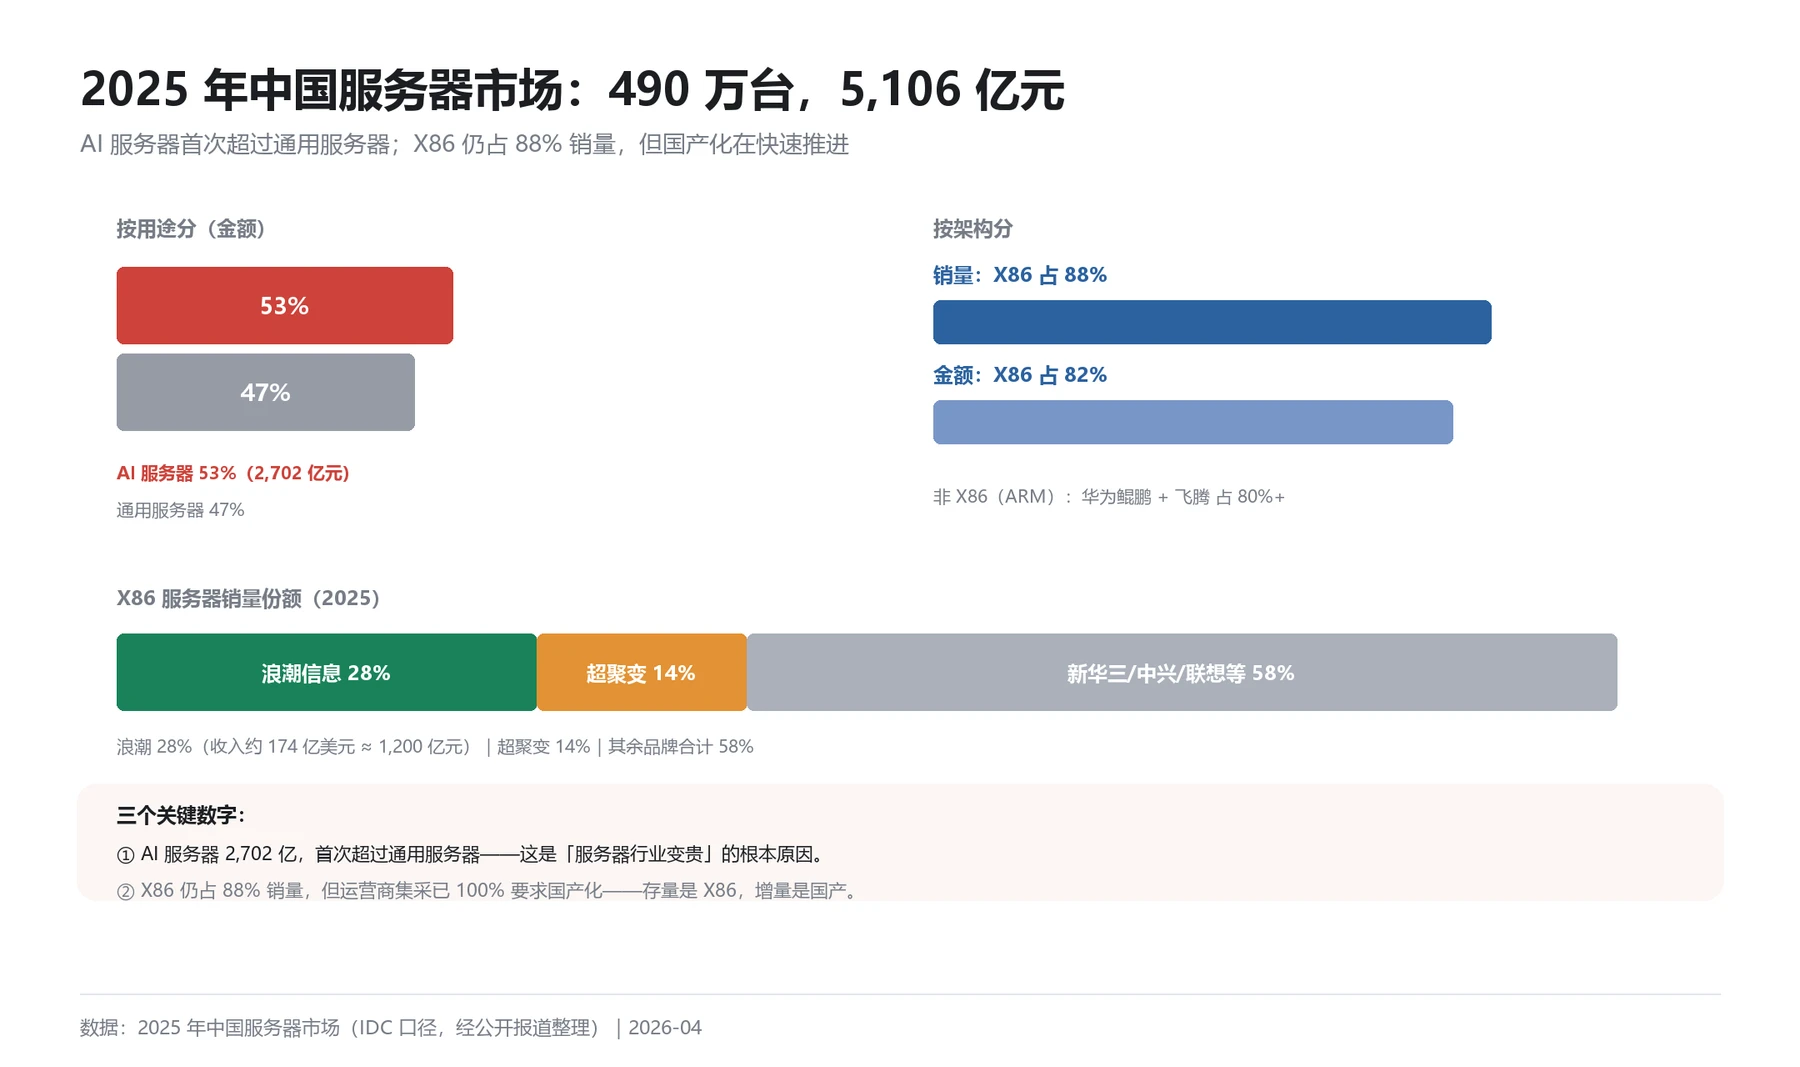 2025 年中国服务器市场：490 万台，5,106 亿元
AI 服务器首次超过通用服务器；X86 仍占 88% 销量，但国产化在快速推进
按用途分（金额）
53%
47%
AI 服务器 53%（2,702 亿元）
通用服务器 47%
按架构分
销量：X86 占 88%
金额：X86 占 82%
非 X86（ARM）：华为鲲鹏 + 飞腾 占 80%+
X86 服务器销量份额（2025）
浪潮信息 28%
超聚变 14%
新华三/中兴/联想等 58%
浪潮 28%（收入约 174 亿美元 ≈ 1,200 亿元）｜超聚变 14%｜其余品牌合计 58%
三个关键数字：
① AI 服务器 2,702 亿，首次超过通用服务器——这是「服务器行业变贵」的根本原因。
② X86 仍占 88% 销量，但运营商集采已 100% 要求国产化——存量是 X86，增量是国产。
数据：2025 年中国服务器市场（IDC 口径，经公开报道整理）｜2026-04